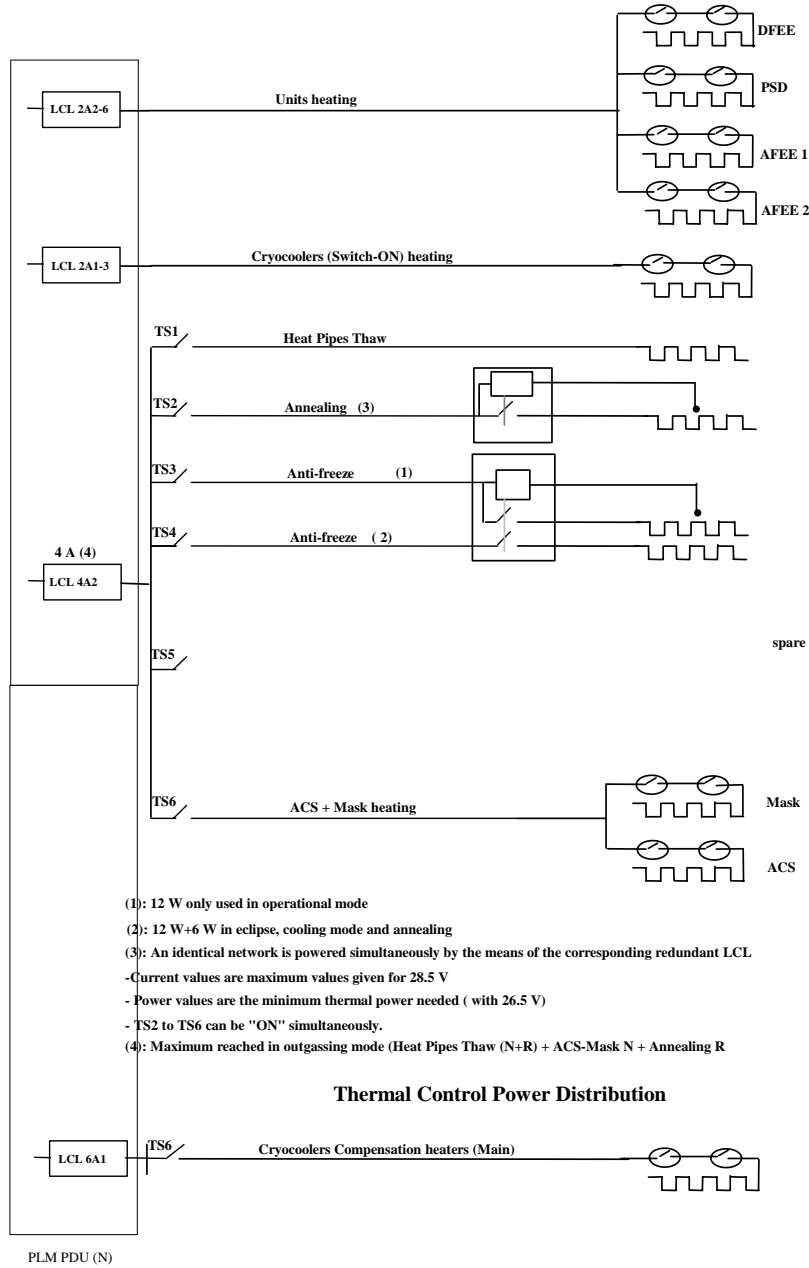 DFEE
LCL 2A2-6
Units heating
PSD
AFEE 1
AFEE 2
LCL 2A1-3
Cryocoolers (Switch-ON) heating
TS1
Heat Pipes Thaw
TS2
Annealing (3)
TS3
Anti-freeze (1)
TS4
Anti-freeze ( 2)
4 A (4)
LCL 4A2
spare
TS5
TS6
ACS + Mask heating
Mask
ACS
(1): 12 W only used in operational mode
(2): 12 W+6 W in eclipse, cooling mode and annealing
(3): An identical network is powered simultaneously by the means of the corresponding redundant LCL
-Current values are maximum values given for 28.5 V
- Power values are the minimum thermal power needed ( with 26.5 V)
- TS2 to TS6 can be "ON" simultaneously.
(4): Maximum reached in outgassing mode (Heat Pipes Thaw (N+R) + ACS-Mask N + Annealing R
Thermal Control Power Distribution
LCL 6A1
TS6
Cryocoolers Compensation heaters (Main)
PLM PDU (N)